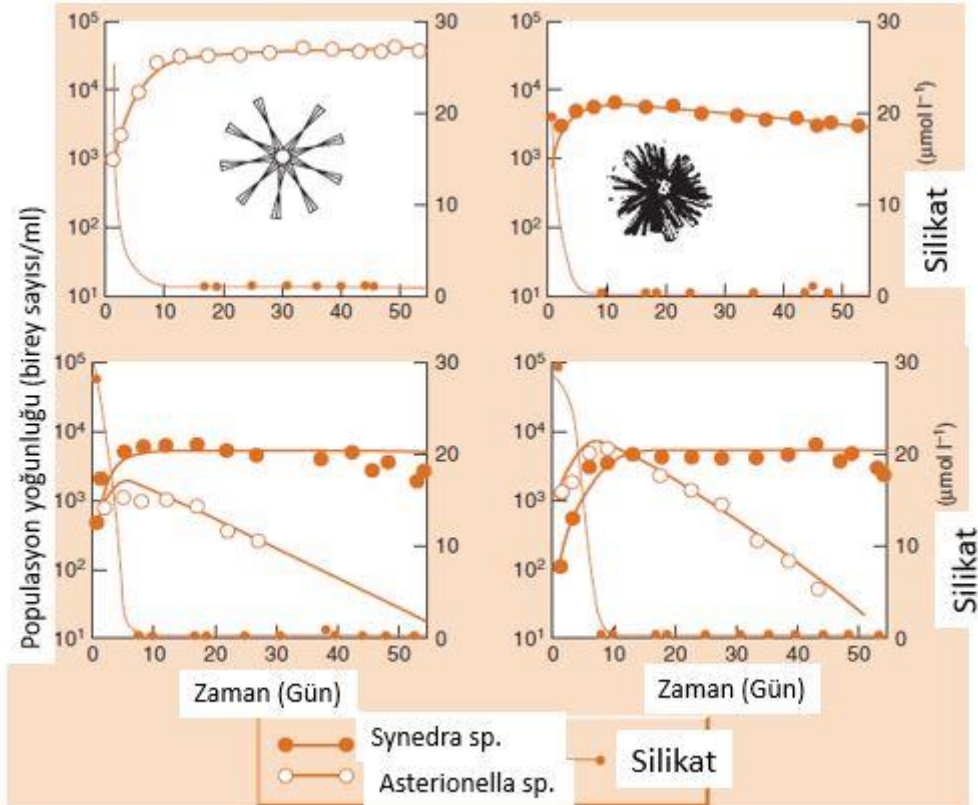 10⁵ 30
10⁴ 20
10³
10² 10
10¹ 0
0 10 20 30 40 50
10⁵ 30
10⁴ 20
10³
10² 10
10¹ 0
0 10 20 30 40 50
Silikat
(µmol l⁻¹)
Populasyon yoğunluğu (birey sayısı/ml)
10⁵ 30
10⁴ 20
10³
10² 10
10¹ 0
0 10 20 30 40 50
10⁵ 30
10⁴ 20
10³
10² 10
10¹ 0
0 10 20 30 40 50
Silikat
(µmol l⁻¹)
Zaman (Gün)
Zaman (Gün)
Synedra sp.
Silikat
Asterionella sp.